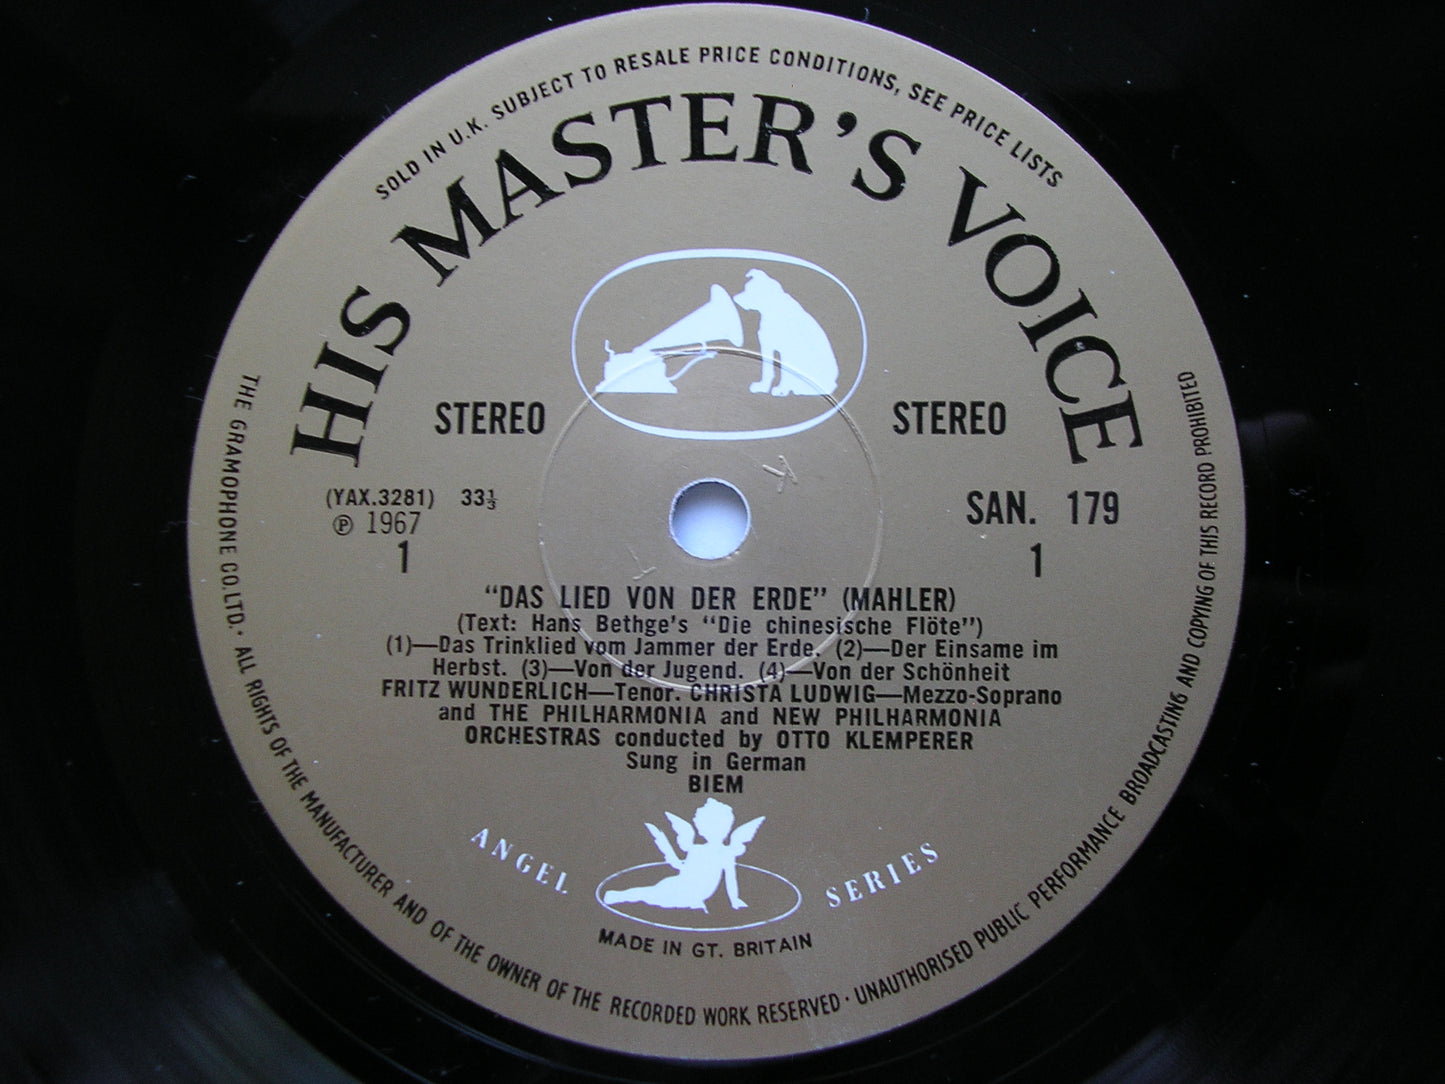 SOLD IN U.K. SUBJECT TO RESALE PRICE CONDITIONS, SEE PRICE LISTS
HIS MASTER'S VOICE
STEREO STEREO
(YAX.3281) 33⅓ SAN. 179
℗ 1967
1 1
"DAS LIED VON DER ERDE" (MAHLER)
(Text: Hans Bethge's "Die chinesische Flöte")
(1)—Das Trinklied vom Jammer der Erde. (2)—Der Einsame im
Herbst. (3)—Von der Jugend. (4)—Von der Schönheit
FRITZ WUNDERLICH—Tenor. CHRISTA LUDWIG—Mezzo-Soprano
and THE PHILHARMONIA and NEW PHILHARMONIA
ORCHESTRAS conducted by OTTO KLEMPERER
Sung in German
BIEM
ANGEL SERIES
MADE IN GT. BRITAIN
THE GRAMOPHONE CO.LTD. · ALL RIGHTS OF THE MANUFACTURER AND OF THE OWNER OF THE RECORDED WORK RESERVED · UNAUTHORISED PUBLIC PERFORMANCE BROADCASTING AND COPYING OF THIS RECORD PROHIBITED